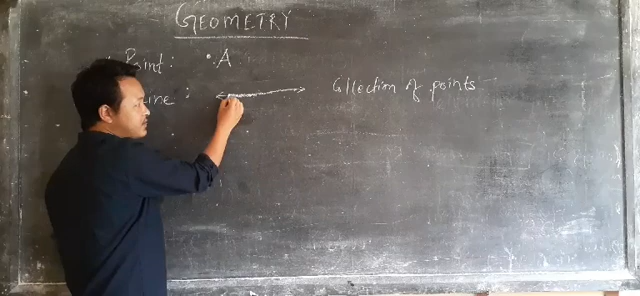 GEOMETRY
Point : • A
Line : Collection of points